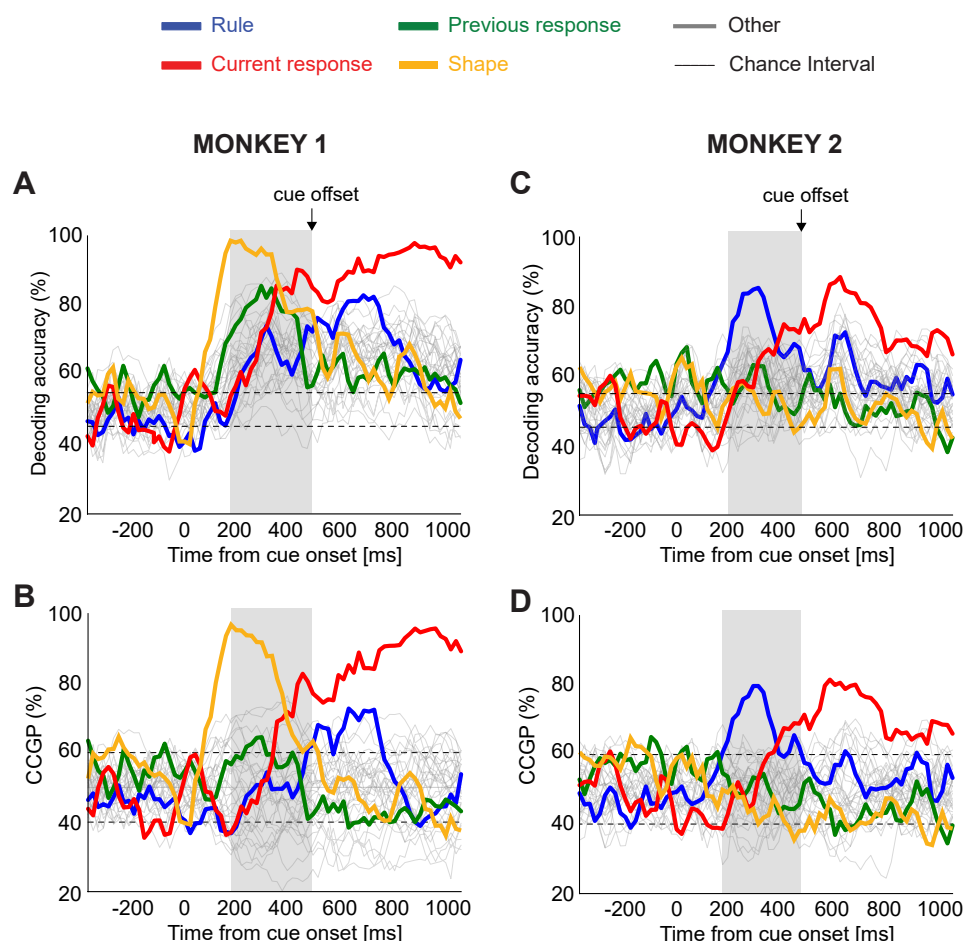 Rule
Previous response
Other
Current response
Shape
Chance Interval
MONKEY 1
MONKEY 2
A
cue offset
100
80
60
40
20
Decoding accuracy (%)
-200 0 200 400 600 800 1000
Time from cue onset [ms]
C
cue offset
100
80
60
40
20
Decoding accuracy (%)
-200 0 200 400 600 800 1000
Time from cue onset [ms]
B
100
80
60
40
20
CCGP (%)
-200 0 200 400 600 800 1000
Time from cue onset [ms]
D
100
80
60
40
20
CCGP (%)
-200 0 200 400 600 800 1000
Time from cue onset [ms]